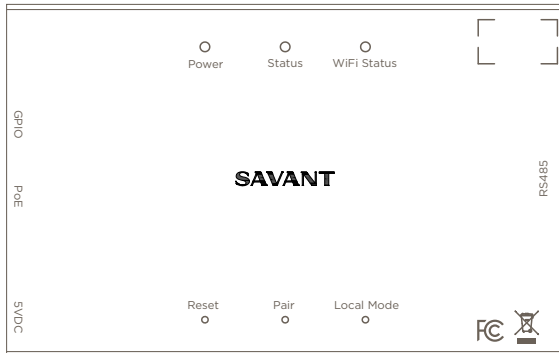 Power Status WiFi Status
GPIO
PoE
SAVANT
RS485
5VDC
Reset Pair Local Mode
FC